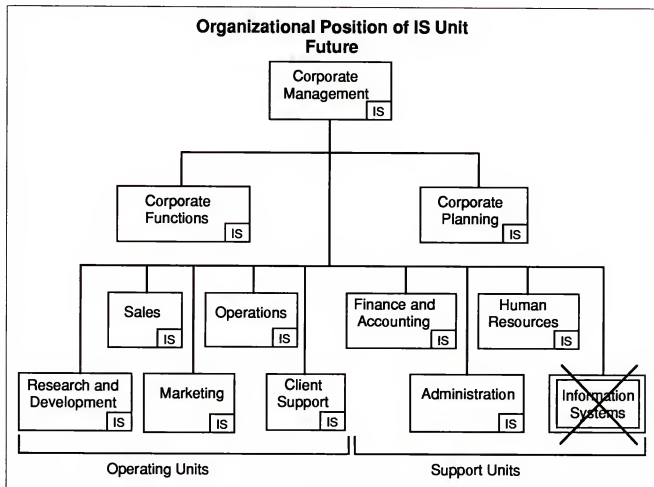 Organizational Position of IS Unit
Future
Corporate
Management
IS
Corporate
Functions
IS
Corporate
Planning
IS
Sales
IS
Operations
IS
Finance and
Accounting
IS
Human
Resources
IS
Research and
Development
IS
Marketing
IS
Client
Support
IS
Administration
IS
Information
Systems
Operating Units
Support Units